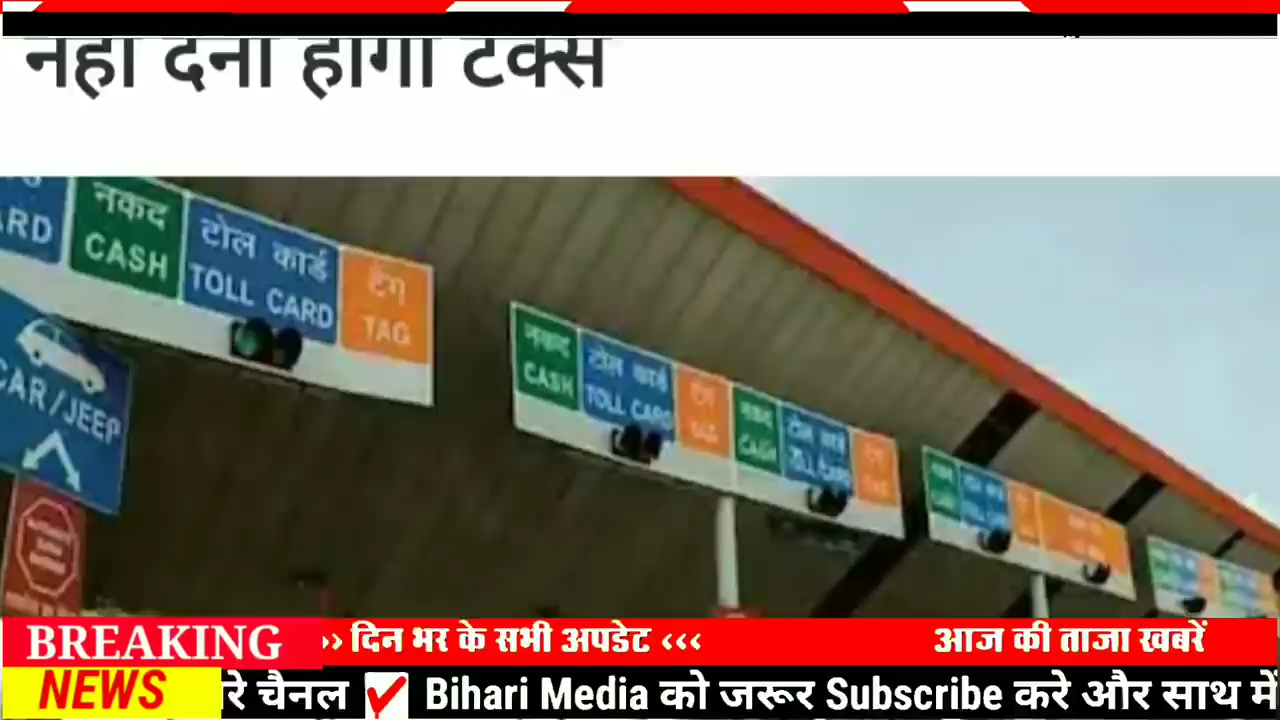 नहीं देना होगा टैक्स
ARD
नकद
CASH
टोल कार्ड
TOLL CARD
टैग
TAG
CAR/JEEP
नकद
CASH
टोल कार्ड
TOLL CARD
टैग
नकद
CASH
टोल कार्ड
TOLL CARD
BREAKING
NEWS
›› दिन भर के सभी अपडेट ‹‹‹
आज की ताजा खबरें
रे चैनल ✓ Bihari Media को जरूर Subscribe करे और साथ में